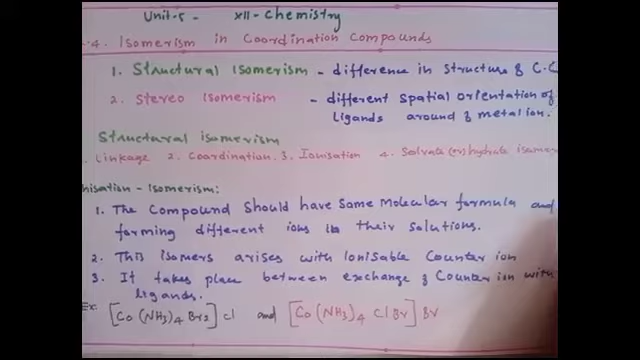 Unit-5 - XII - Chemistry
.4. Isomerism in Coordination Compounds
1. Structural Isomerism - difference in structure of C.C
2. Stereo Isomerism - different spatial orientation of
ligands around of metal ion.
Structural isomerism
. Linkage 2. Coordination. 3. Ionisation 4. Solvate (or) hydrate isomer
nisation - Isomerism:
1. The Compound should have same molecular formula and
forming different ions in their solutions.
2. This isomers arises with Ionisable Counter ion
3. It takes place between exchange of Counter ion with
ligands.
Ex: [Co(NH3)4 Br2] Cl and [Co(NH3)4 Cl Br] Br